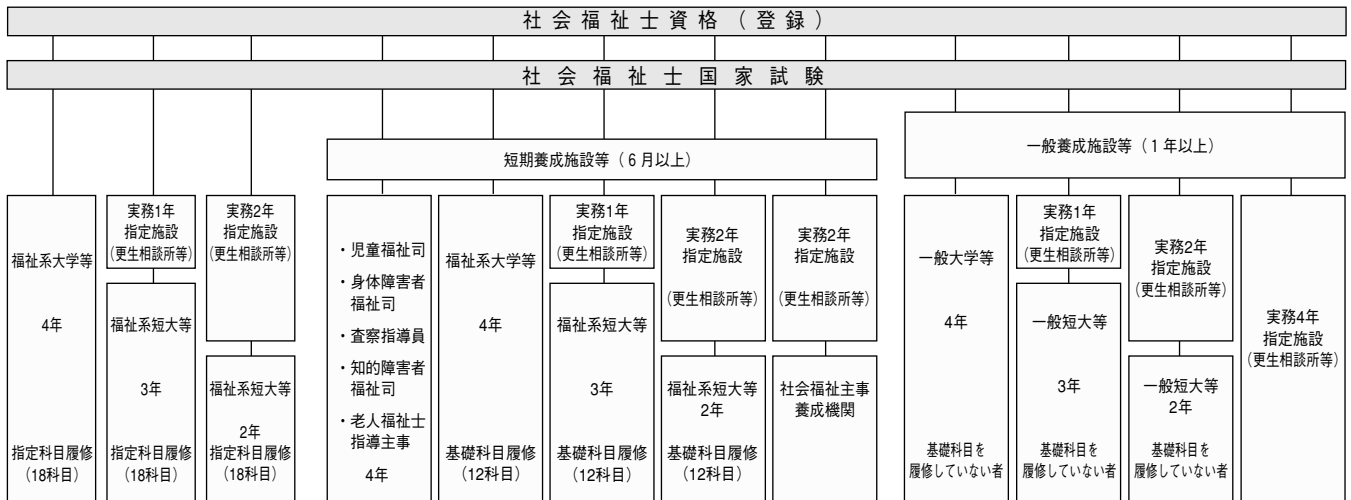 社会福祉士資格（登録）
社会福祉士国家試験
短期養成施設等（6月以上）
一般養成施設等（1年以上）
福祉系大学等
4年
指定科目履修
（18科目）
実務1年
指定施設
（更生相談所等）
福祉系短大等
3年
指定科目履修
（18科目）
実務2年
指定施設
（更生相談所等）
福祉系短大等
2年
指定科目履修
（18科目）
・児童福祉司
・身体障害者
福祉司
・査察指導員
・知的障害者
福祉司
・老人福祉士
指導主事
4年
福祉系大学等
4年
基礎科目履修
（12科目）
実務1年
指定施設
（更生相談所等）
福祉系短大等
3年
基礎科目履修
（12科目）
実務2年
指定施設
（更生相談所等）
福祉系短大等
2年
基礎科目履修
（12科目）
実務2年
指定施設
（更生相談所等）
社会福祉主事
養成機関
一般大学等
4年
基礎科目を
履修していない者
実務1年
指定施設
（更生相談所等）
一般短大等
3年
基礎科目を
履修していない者
実務2年
指定施設
（更生相談所等）
一般短大等
2年
基礎科目を
履修していない者
実務4年
指定施設
（更生相談所等）